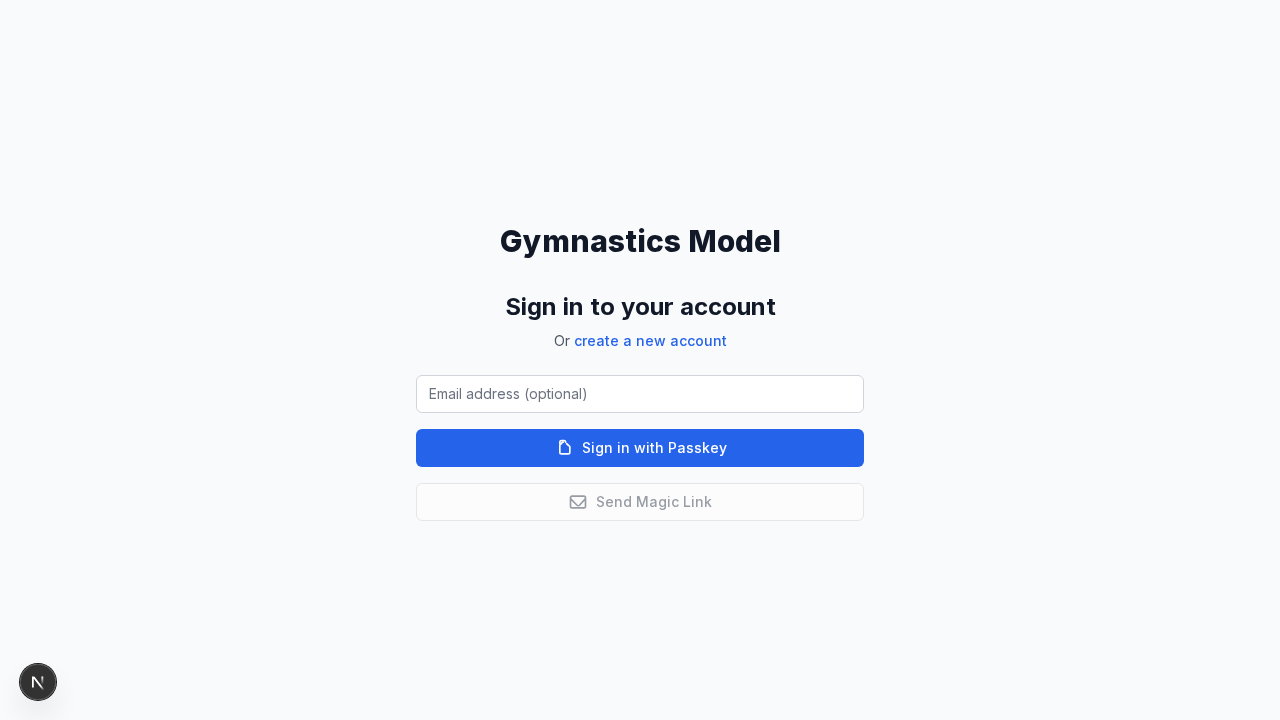 Gymnastics Model
Sign in to your account
Or create a new account
Email address (optional)
Sign in with Passkey
Send Magic Link
N